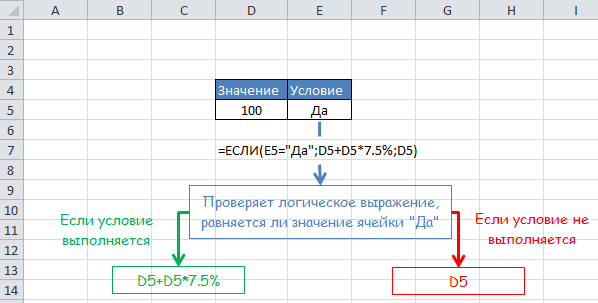 A B C D E F G H I
1
2
3
4 Значение Условие
5 100 Да
6
7 =ЕСЛИ(E5="Да";D5+D5*7.5%;D5)
8
9 Проверяет логическое выражение,
10 Если условие равняется ли значение ячейки "Да" Если условие не
11 выполняется выполняется
12
13 D5+D5*7.5% D5
14